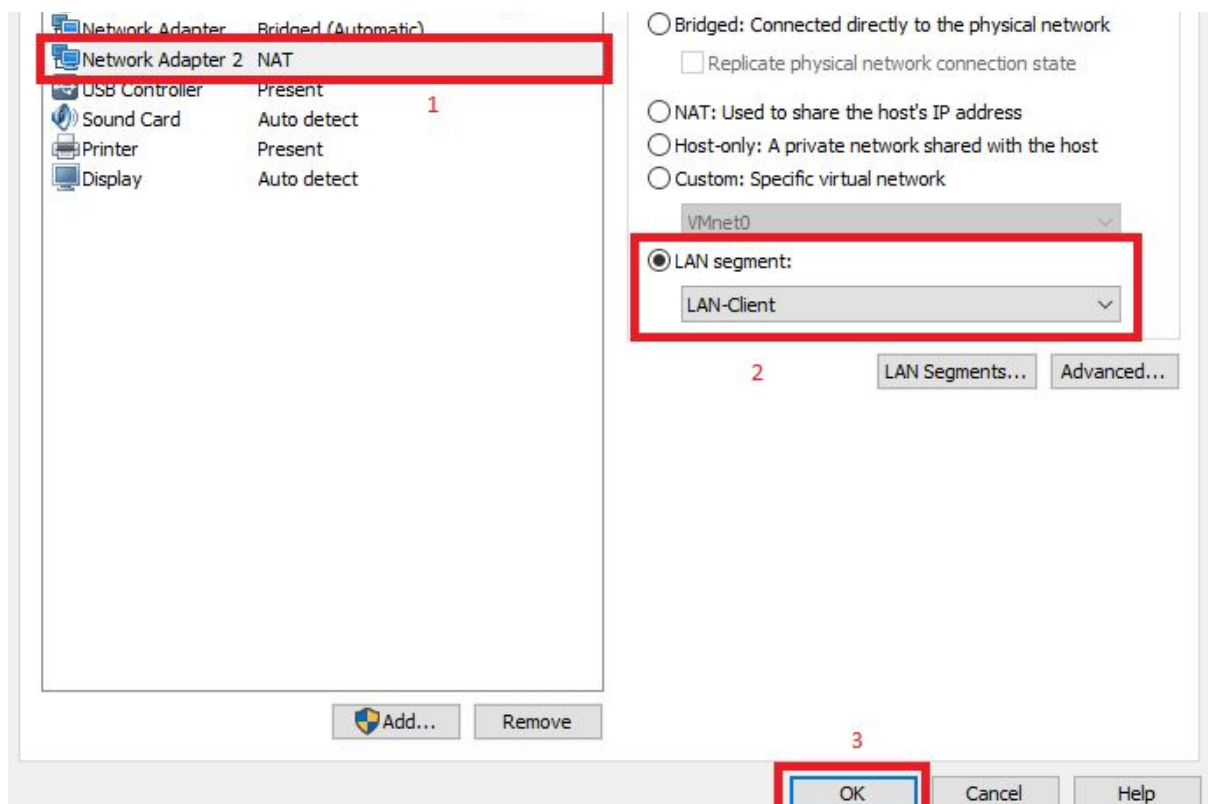 Network Adapter Bridged (Automatic)
Network Adapter 2 NAT
USB Controller Present
1
Sound Card Auto detect
Printer Present
Display Auto detect
Add... Remove
Bridged: Connected directly to the physical network
Replicate physical network connection state
NAT: Used to share the host's IP address
Host-only: A private network shared with the host
Custom: Specific virtual network
VMnet0
LAN segment:
LAN-Client
2
LAN Segments... Advanced...
3
OK Cancel Help